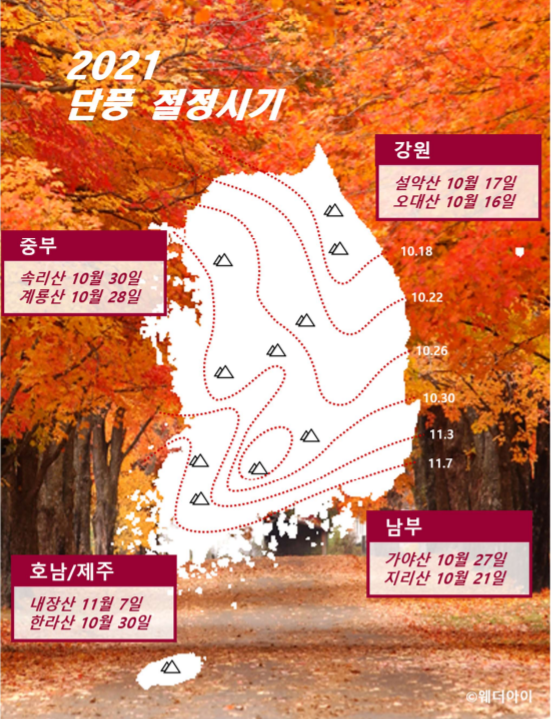 2021
단풍 절정시기
강원
설악산 10월 17일
오대산 10월 16일
중부
속리산 10월 30일
계룡산 10월 28일
10.18
10.22
10.26
10.30
11.3
11.7
남부
가야산 10월 27일
지리산 10월 21일
호남/제주
내장산 11월 7일
한라산 10월 30일
©웨더아이